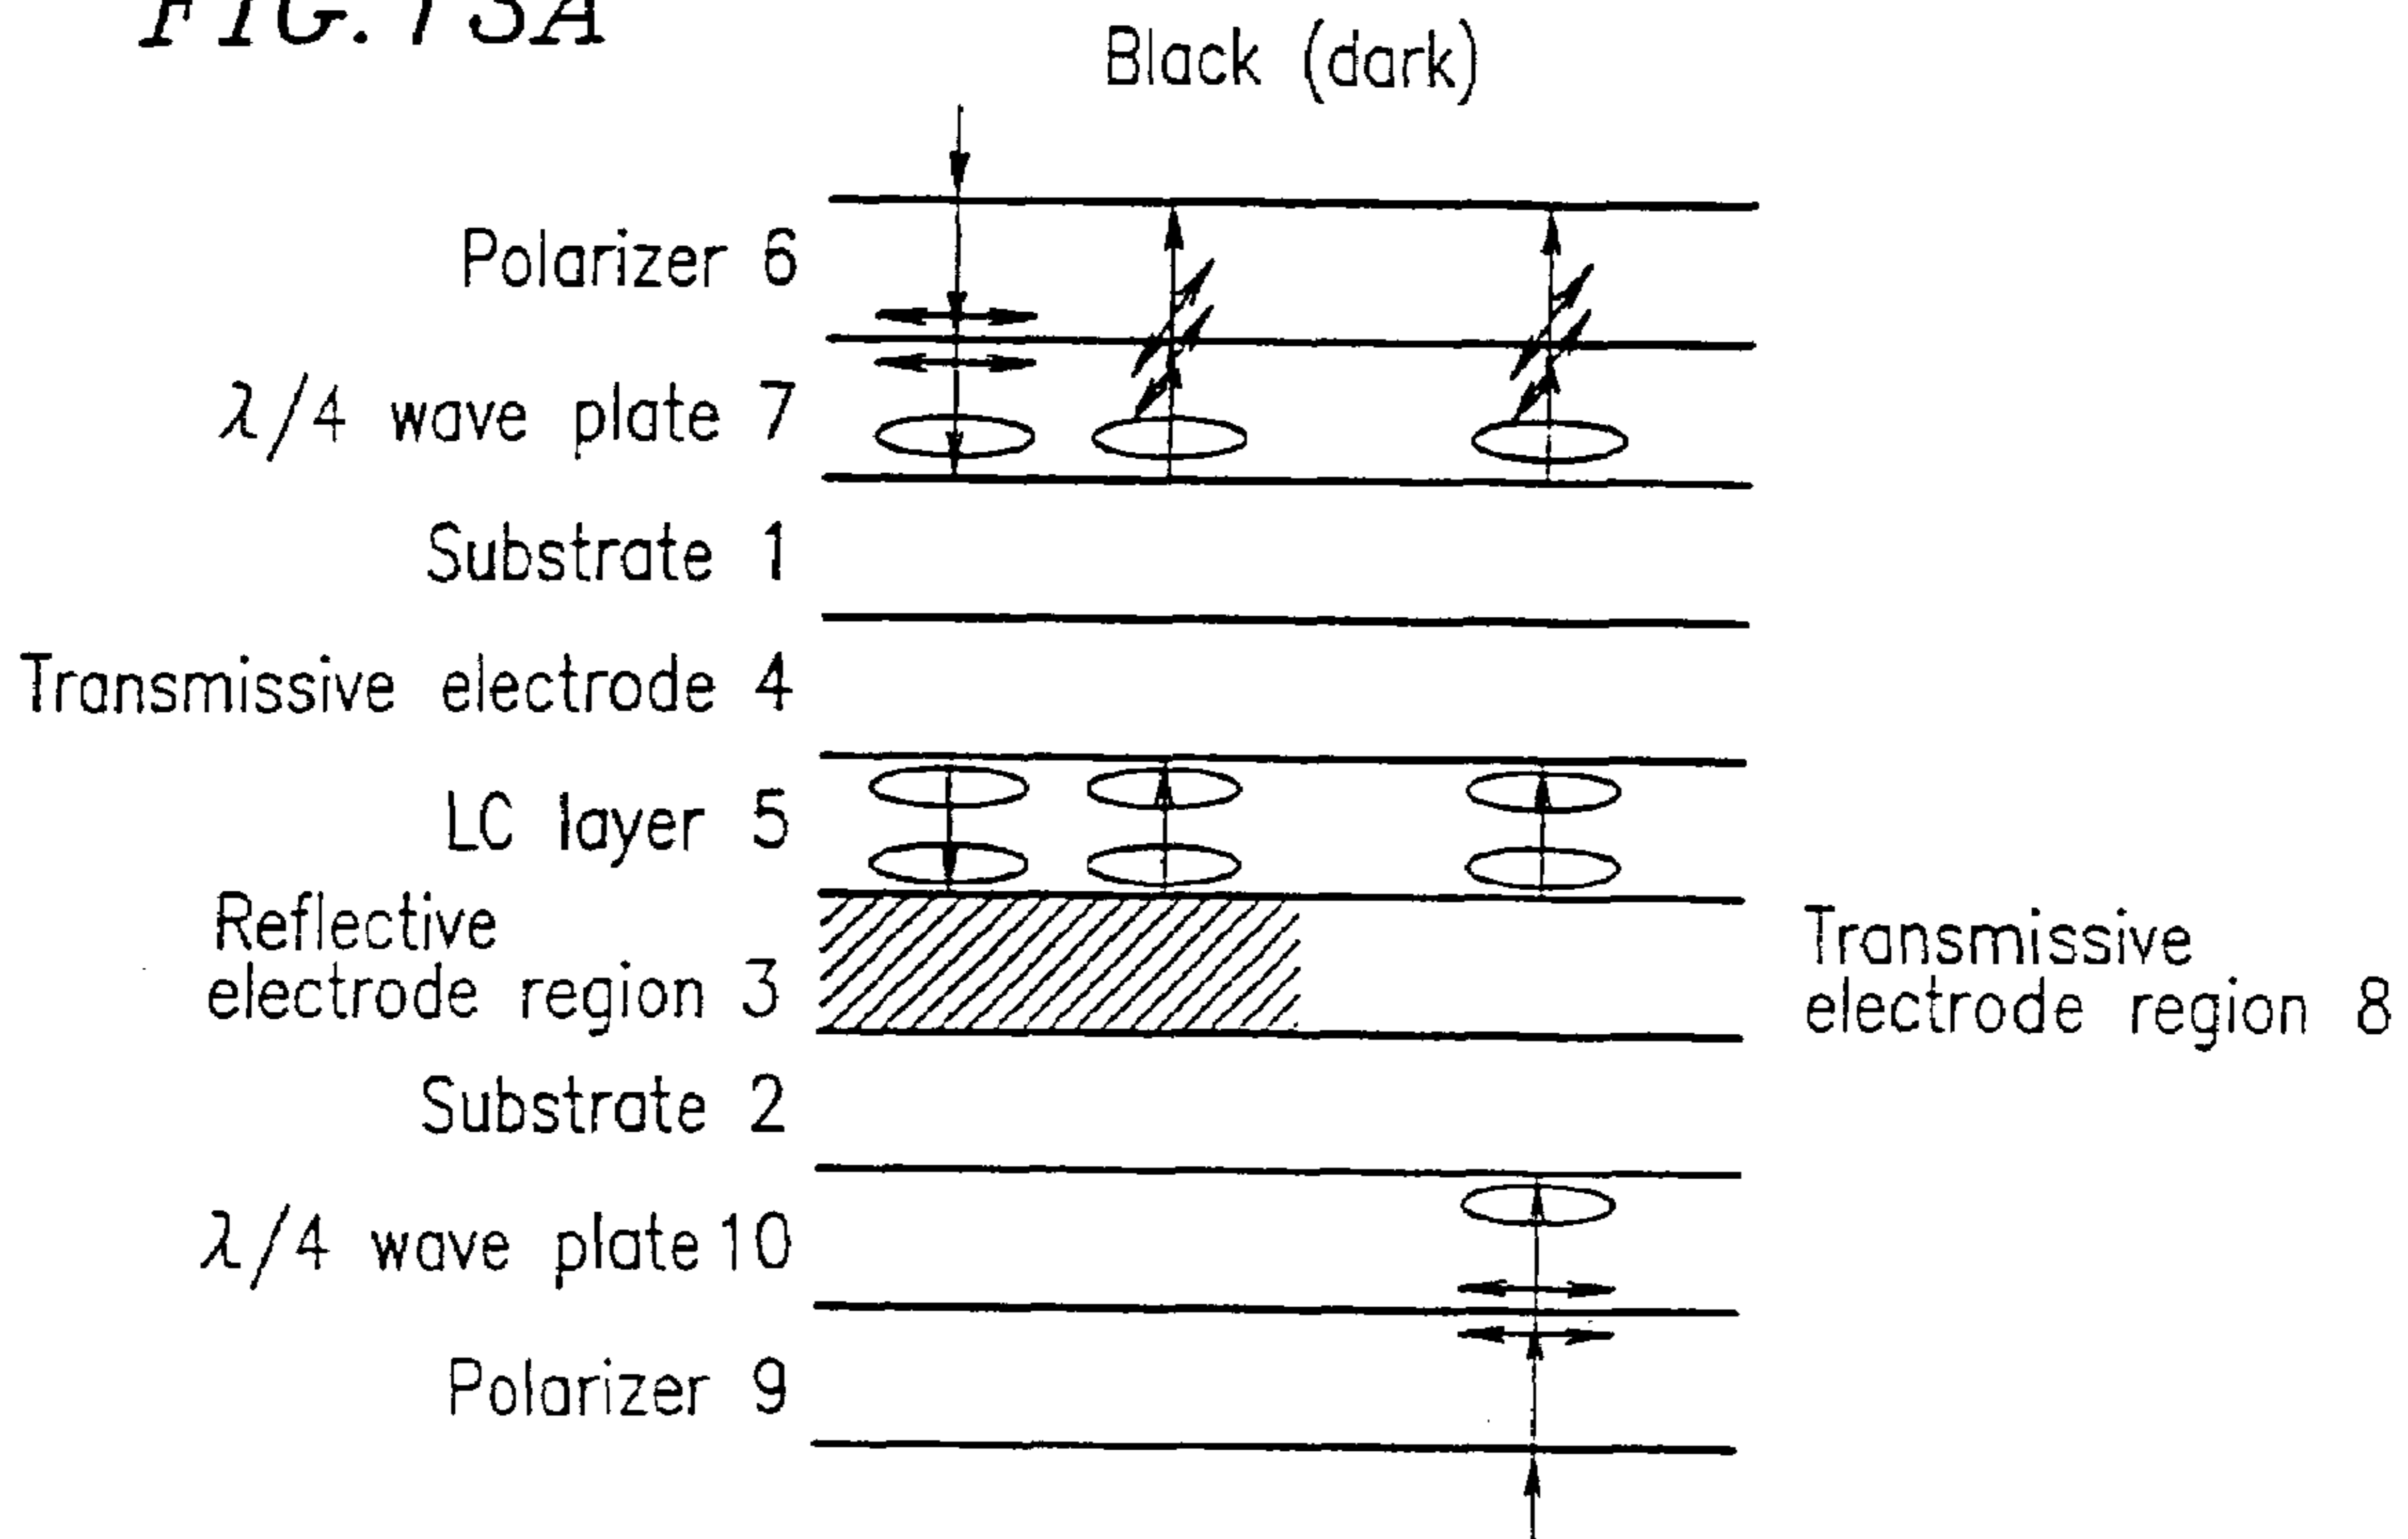 FIG. 13A
Black (dark)
Polarizer 6
λ/4 wave plate 7
Substrate 1
Transmissive electrode 4
LC layer 5
Reflective
electrode region 3
Transmissive
electrode region 8
Substrate 2
λ/4 wave plate 10
Polarizer 9